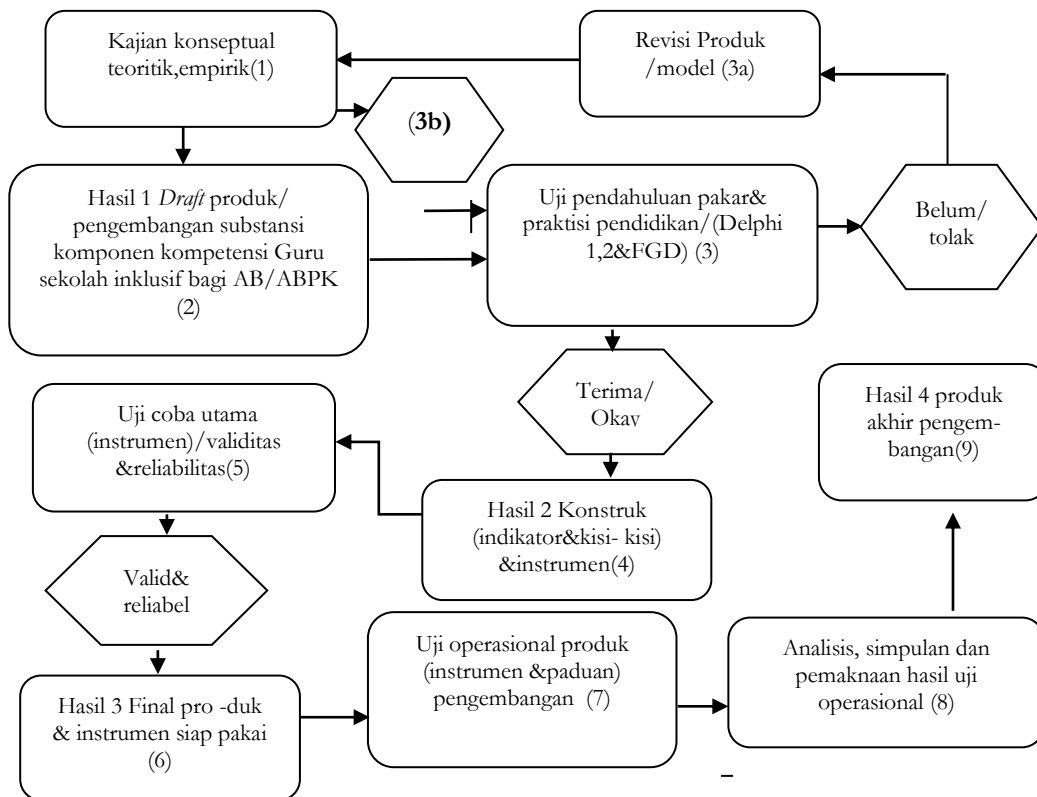 Kajian konseptual
teoritik,empirik(1)
Revisi Produk
/model (3a)
(3b)
Hasil 1 Draft produk/
pengembangan substansi
komponen kompetensi Guru
sekolah inklusif bagi AB/ABPK
(2)
Uji pendahuluan pakar&
praktisi pendidikan/(Delphi
1,2&FGD) (3)
Belum/
tolak
Terima/
Okay
Hasil 4 produk
akhir pengem-
bangan(9)
Uji coba utama
(instrumen)/validitas
&reliabilitas(5)
Hasil 2 Konstruk
(indikator&kisi- kisi)
&instrumen(4)
Valid&
reliabel
Hasil 3 Final pro -duk
& instrumen siap pakai
(6)
Uji operasional produk
(instrumen &paduan)
pengembangan (7)
Analisis, simpulan dan
pemaknaan hasil uji
operasional (8)